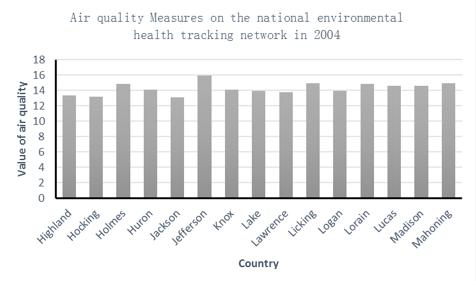 Air quality Measures on the national environmental
health tracking network in 2004
Value of air quality
18
16
14
12
10
8
6
4
2
0
Highland
Hocking
Holmes
Huron
Jackson
Jefferson
Knox
Lake
Lawrence
Licking
Logan
Lorain
Lucas
Madison
Mahoning
Country